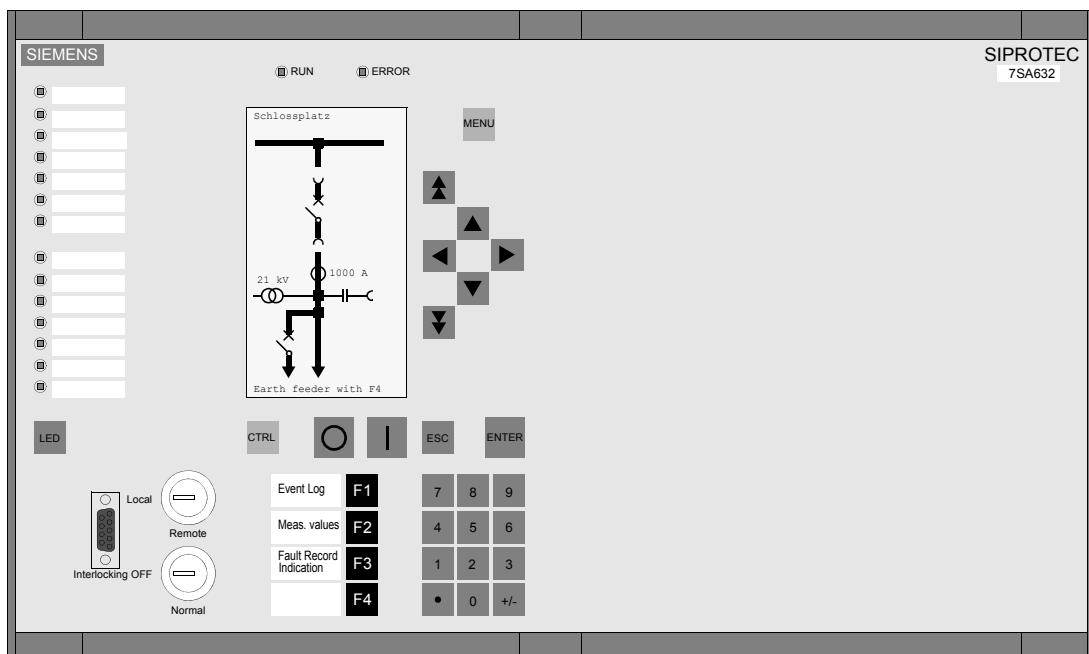 SIEMENS
SIPROTEC
7SA632
RUN
ERROR
Schlossplatz
MENU
21 kV
1000 A
Earth feeder with F4
LED
CTRL
ESC
ENTER
Local
Remote
Interlocking OFF
Normal
Event Log
F1
Meas. values
F2
Fault Record
Indication
F3
F4
7 8 9
4 5 6
1 2 3
• 0 +/-